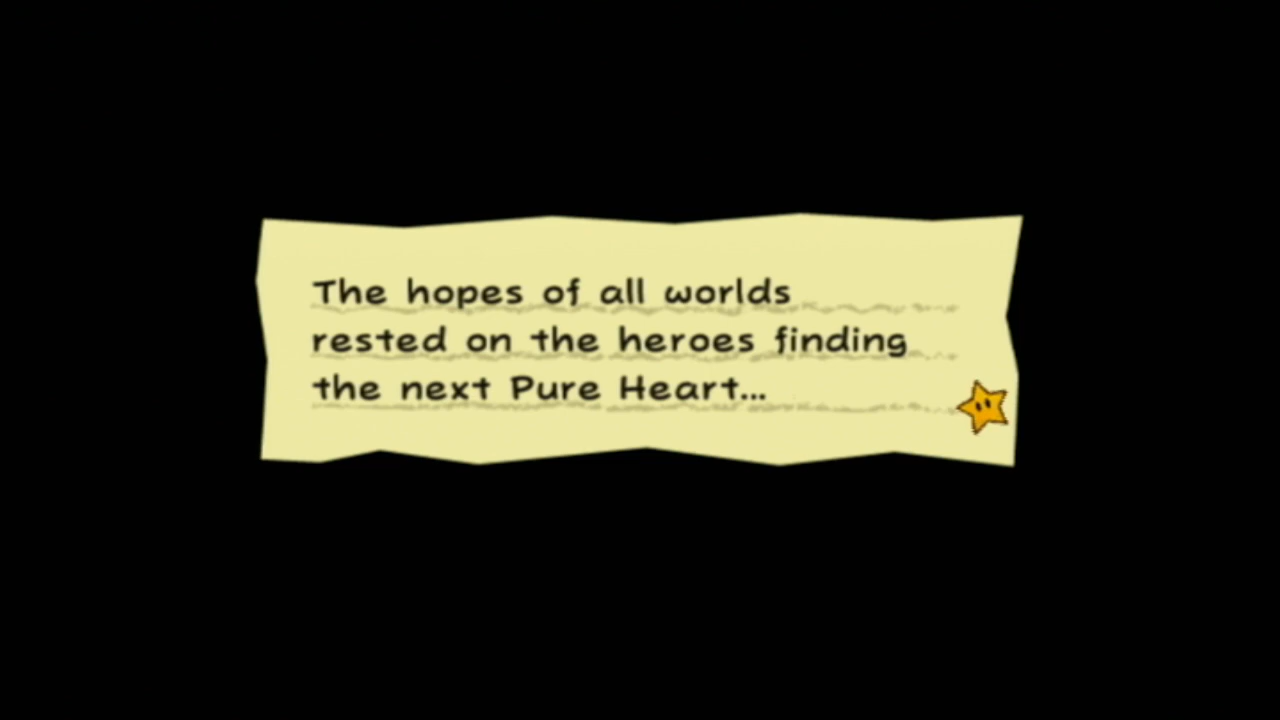 The hopes of all worlds
rested on the heroes finding
the next Pure Heart...